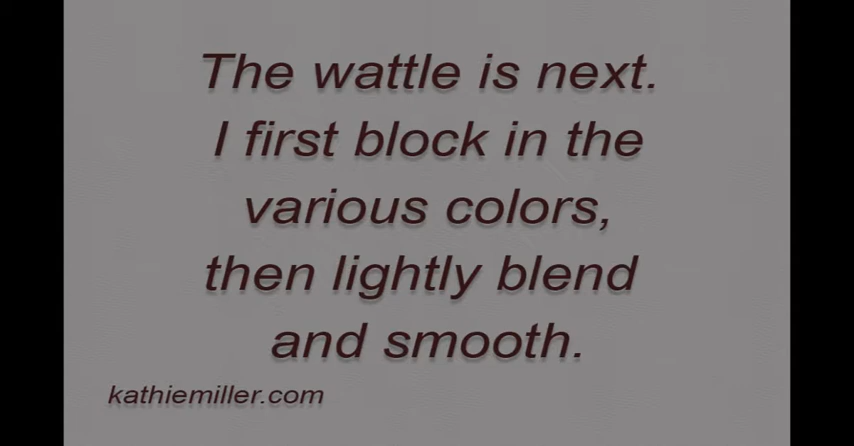 The wattle is next.
I first block in the
various colors,
then lightly blend
and smooth.
kathiemiller.com